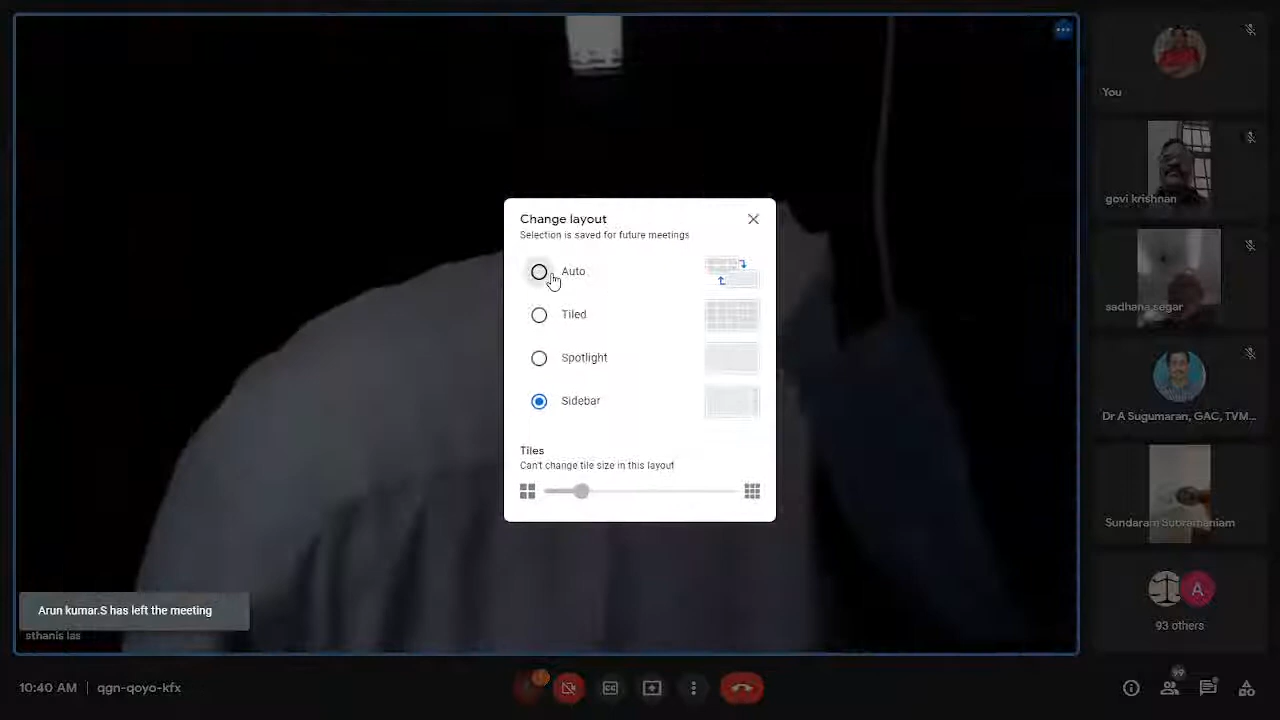 You
govi krishnan
Change layout
Selection is saved for future meetings
Auto
Tiled
Spotlight
Sidebar
Tiles
Can't change tile size in this layout
sadhana segar
Dr A Sugumaran, GAC, TVM...
Sundaram Subramaniam
A
93 others
Arun kumar.S has left the meeting
sthanis las
10:40 AM | qgn-qoyo-kfx
CC
99